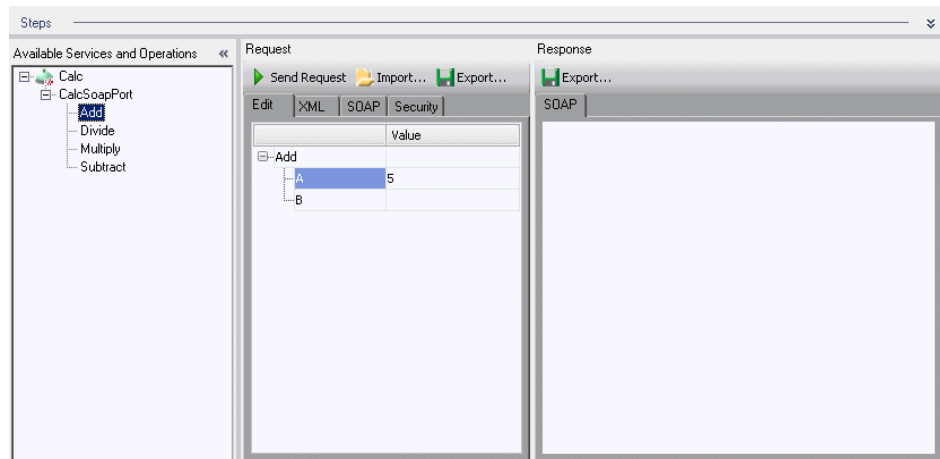 Steps
Available Services and Operations «
Calc
CalcSoapPort
Add
Divide
Multiply
Subtract
Request
Send Request Import... Export...
Edit XML SOAP Security
Value
Add
A 5
B
Response
Export...
SOAP